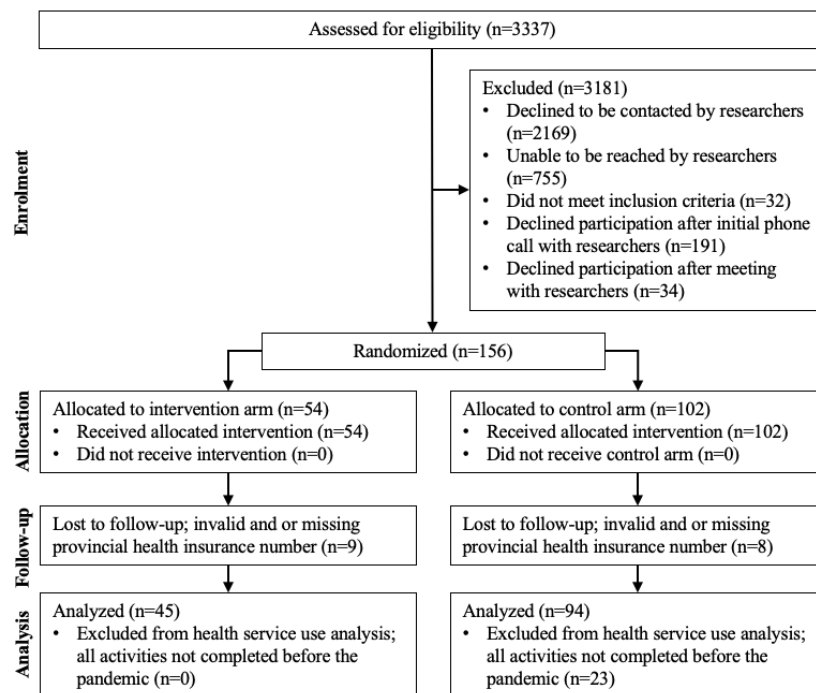 Assessed for eligibility (n=3337)
Enrolment
Excluded (n=3181)
• Declined to be contacted by researchers
(n=2169)
• Unable to be reached by researchers
(n=755)
• Did not meet inclusion criteria (n=32)
• Declined participation after initial phone
call with researchers (n=191)
• Declined participation after meeting
with researchers (n=34)
Randomized (n=156)
Allocation
Allocated to intervention arm (n=54)
• Received allocated intervention (n=54)
• Did not receive intervention (n=0)
Allocated to control arm (n=102)
• Received allocated intervention (n=102)
• Did not receive control arm (n=0)
Follow-up
Lost to follow-up; invalid and or missing
provincial health insurance number (n=9)
Lost to follow-up; invalid and or missing
provincial health insurance number (n=8)
Analysis
Analyzed (n=45)
• Excluded from health service use analysis;
all activities not completed before the
pandemic (n=0)
Analyzed (n=94)
• Excluded from health service use analysis;
all activities not completed before the
pandemic (n=23)